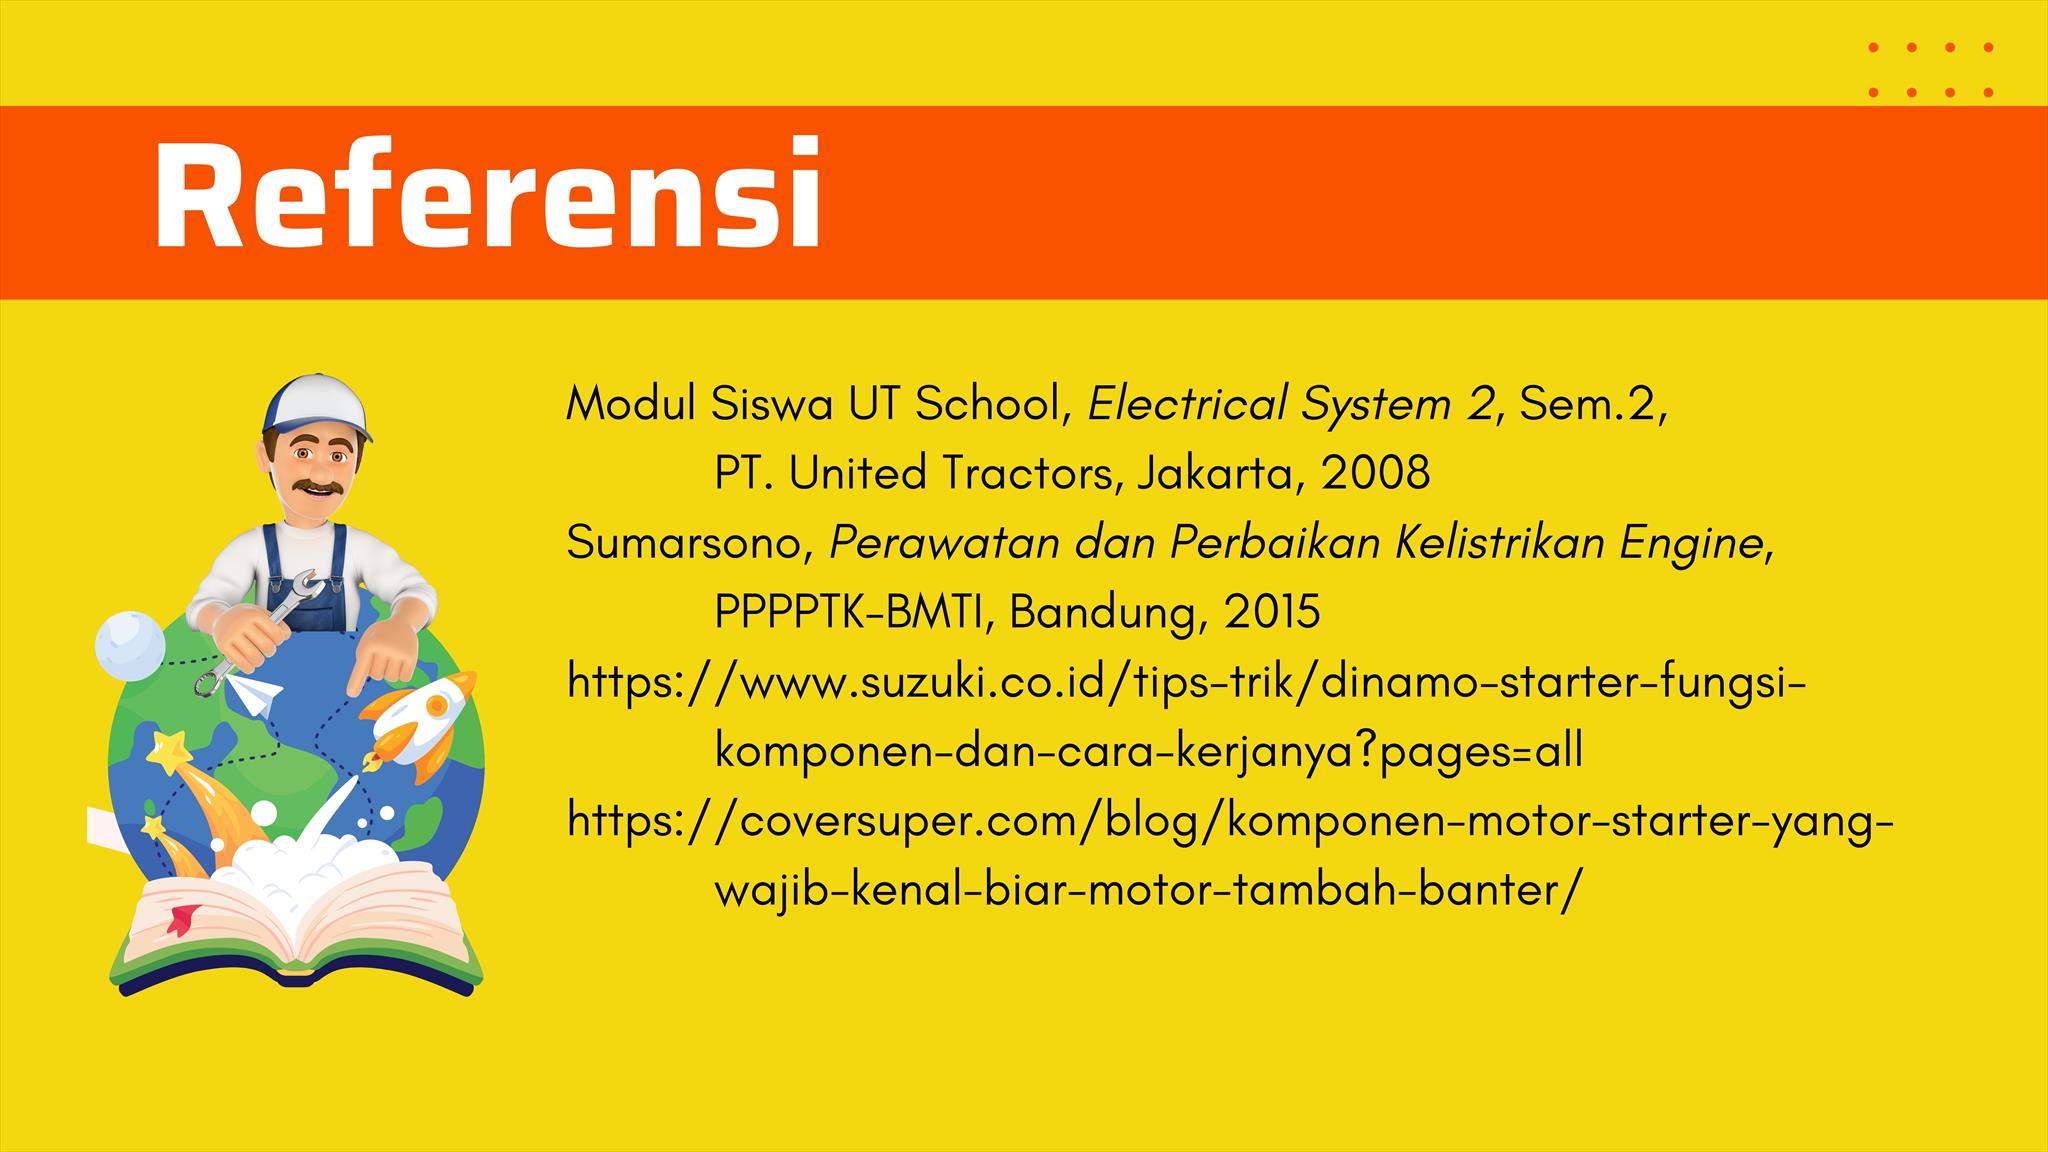 Referensi
Modul Siswa UT School, Electrical System 2, Sem.2,
PT. United Tractors, Jakarta, 2008
Sumarsono, Perawatan dan Perbaikan Kelistrikan Engine,
PPPPTK-BMTI, Bandung, 2015
https://www.suzuki.co.id/tips-trik/dinamo-starter-fungsi-
komponen-dan-cara-kerjanya?pages=all
https://coversuper.com/blog/komponen-motor-starter-yang-
wajib-kenal-biar-motor-tambah-banter/